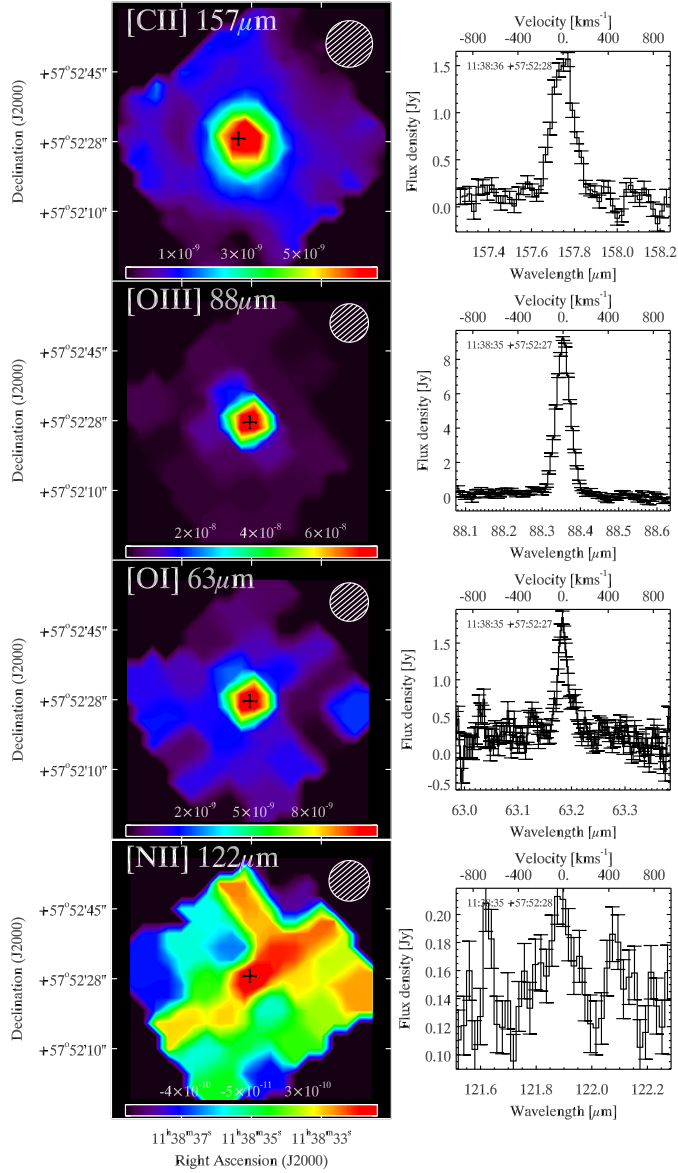 [CII] 157μm
Declination (J2000)
+57°52'45"
+57°52'28"
+57°52'10"
1×10⁻⁹ 3×10⁻⁹ 5×10⁻⁹
Velocity [kms⁻¹]
-800 -400 0. 400 800
11:38:36 +57:52:28
Flux density [Jy]
1.5
1.0
0.5
0.0
157.4 157.6 157.8 158.0 158.2
Wavelength [μm]
[OIII] 88μm
Declination (J2000)
+57°52'45"
+57°52'28"
+57°52'10"
2×10⁻⁸ 4×10⁻⁸ 6×10⁻⁸
Velocity [kms⁻¹]
-800 -400 0. 400 800
11:38:35 +57:52:27
Flux density [Jy]
8
6
4
2
0
88.1 88.2 88.3 88.4 88.5 88.6
Wavelength [μm]
[OI] 63μm
Declination (J2000)
+57°52'45"
+57°52'28"
+57°52'10"
2×10⁻⁹ 5×10⁻⁹ 8×10⁻⁹
Velocity [kms⁻¹]
-800 -400 0. 400 800
11:38:35 +57:52:27
Flux density [Jy]
1.5
1.0
0.5
0.0
-0.5
63.0 63.1 63.2 63.3
Wavelength [μm]
[NII] 122μm
Declination (J2000)
+57°52'45"
+57°52'28"
+57°52'10"
-4×10⁻¹⁰ -5×10⁻¹¹ 3×10⁻¹⁰
11ʰ38ᵐ37ˢ 11ʰ38ᵐ35ˢ 11ʰ38ᵐ33ˢ
Right Ascension (J2000)
Velocity [kms⁻¹]
-800 -400 0. 400 800
11:38:35 +57:52:28
Flux density [Jy]
0.20
0.18
0.16
0.14
0.12
0.10
121.6 121.8 122.0 122.2
Wavelength [μm]